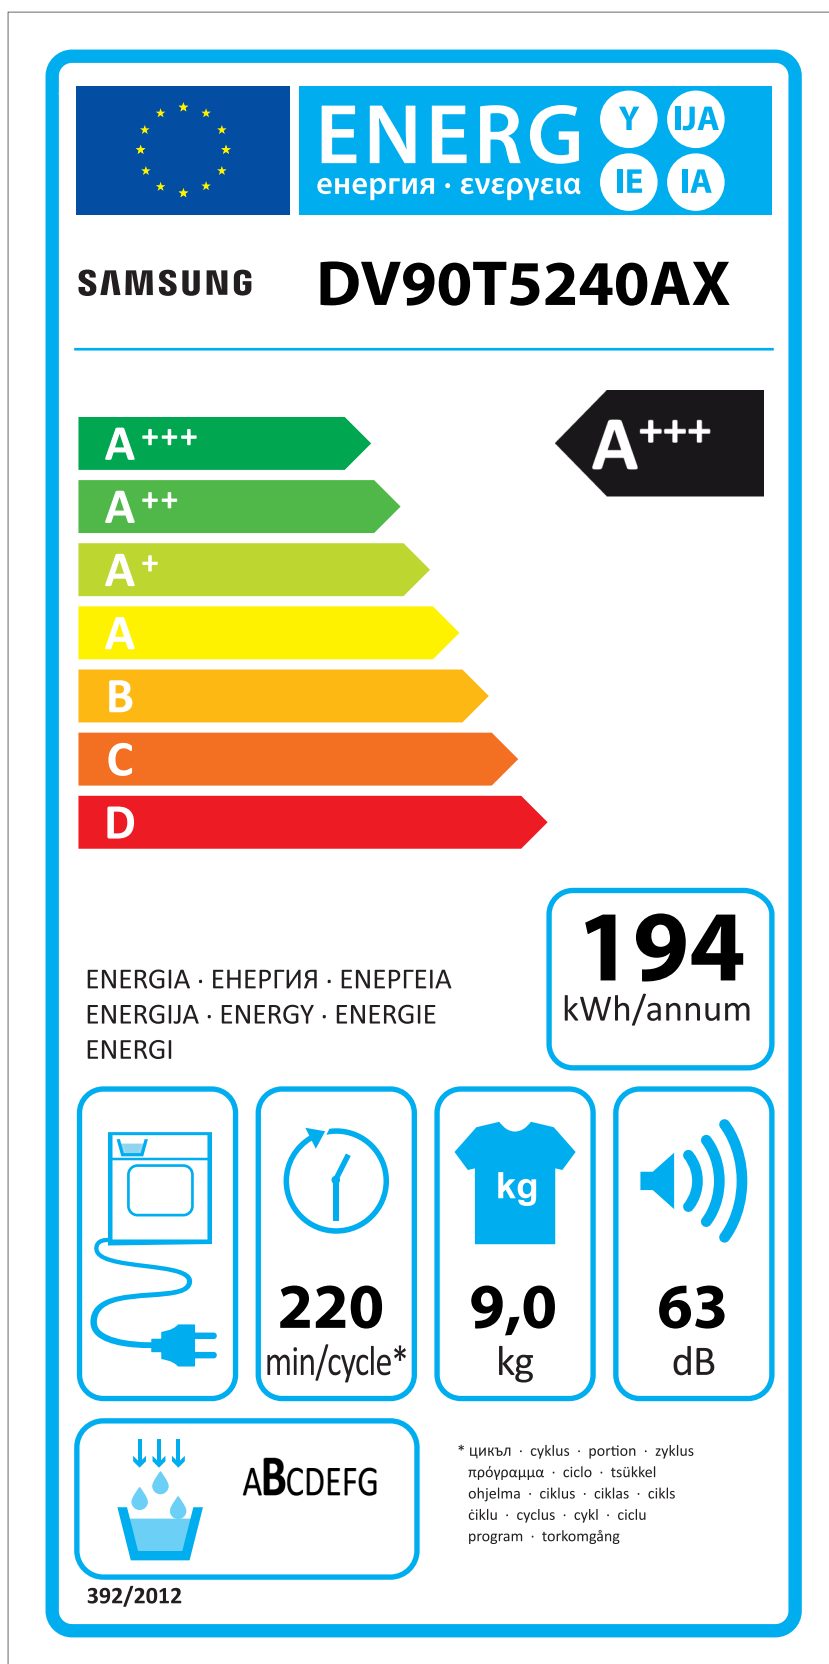 ENERG
Y IJA
IE IA
енергия · ενεργεια
SAMSUNG DV90T5240AX
A+++
A+++
A++
A+
A
B
C
D
194
kWh/annum
ENERGIA · ЕНЕРГИЯ · ΕΝΕΡΓΕΙΑ
ENERGIJA · ENERGY · ENERGIE
ENERGI
kg
220
min/cycle*
9,0
kg
63
dB
ABCDEFG
* цикъл · cyklus · portion · zyklus
πρόγραμμα · ciclo · tsükkel
ohjelma · ciklus · ciklas · cikls
ċiklu · cyclus · cykl · ciclu
program · torkomgång
392/2012